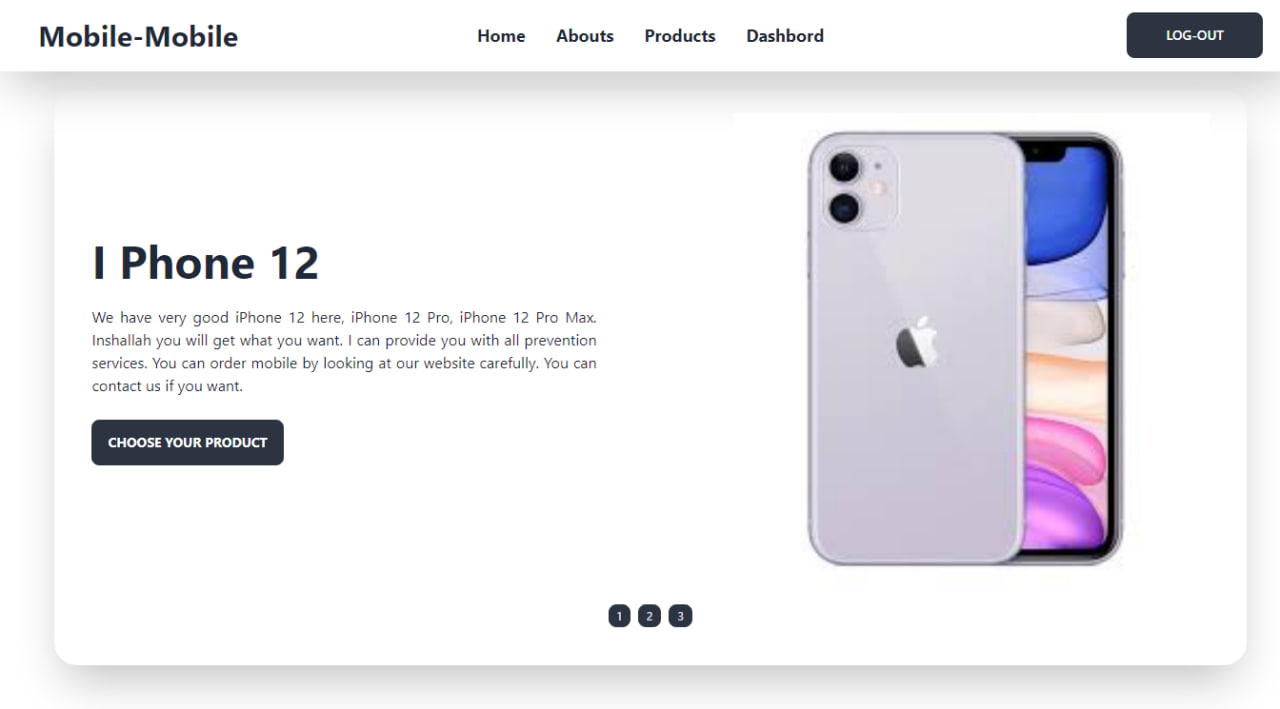 Mobile-Mobile
Home Abouts Products Dashbord
LOG-OUT
I Phone 12
We have very good iPhone 12 here, iPhone 12 Pro, iPhone 12 Pro Max.
Inshallah you will get what you want. I can provide you with all prevention
services. You can order mobile by looking at our website carefully. You can
contact us if you want.
CHOOSE YOUR PRODUCT
1 2 3